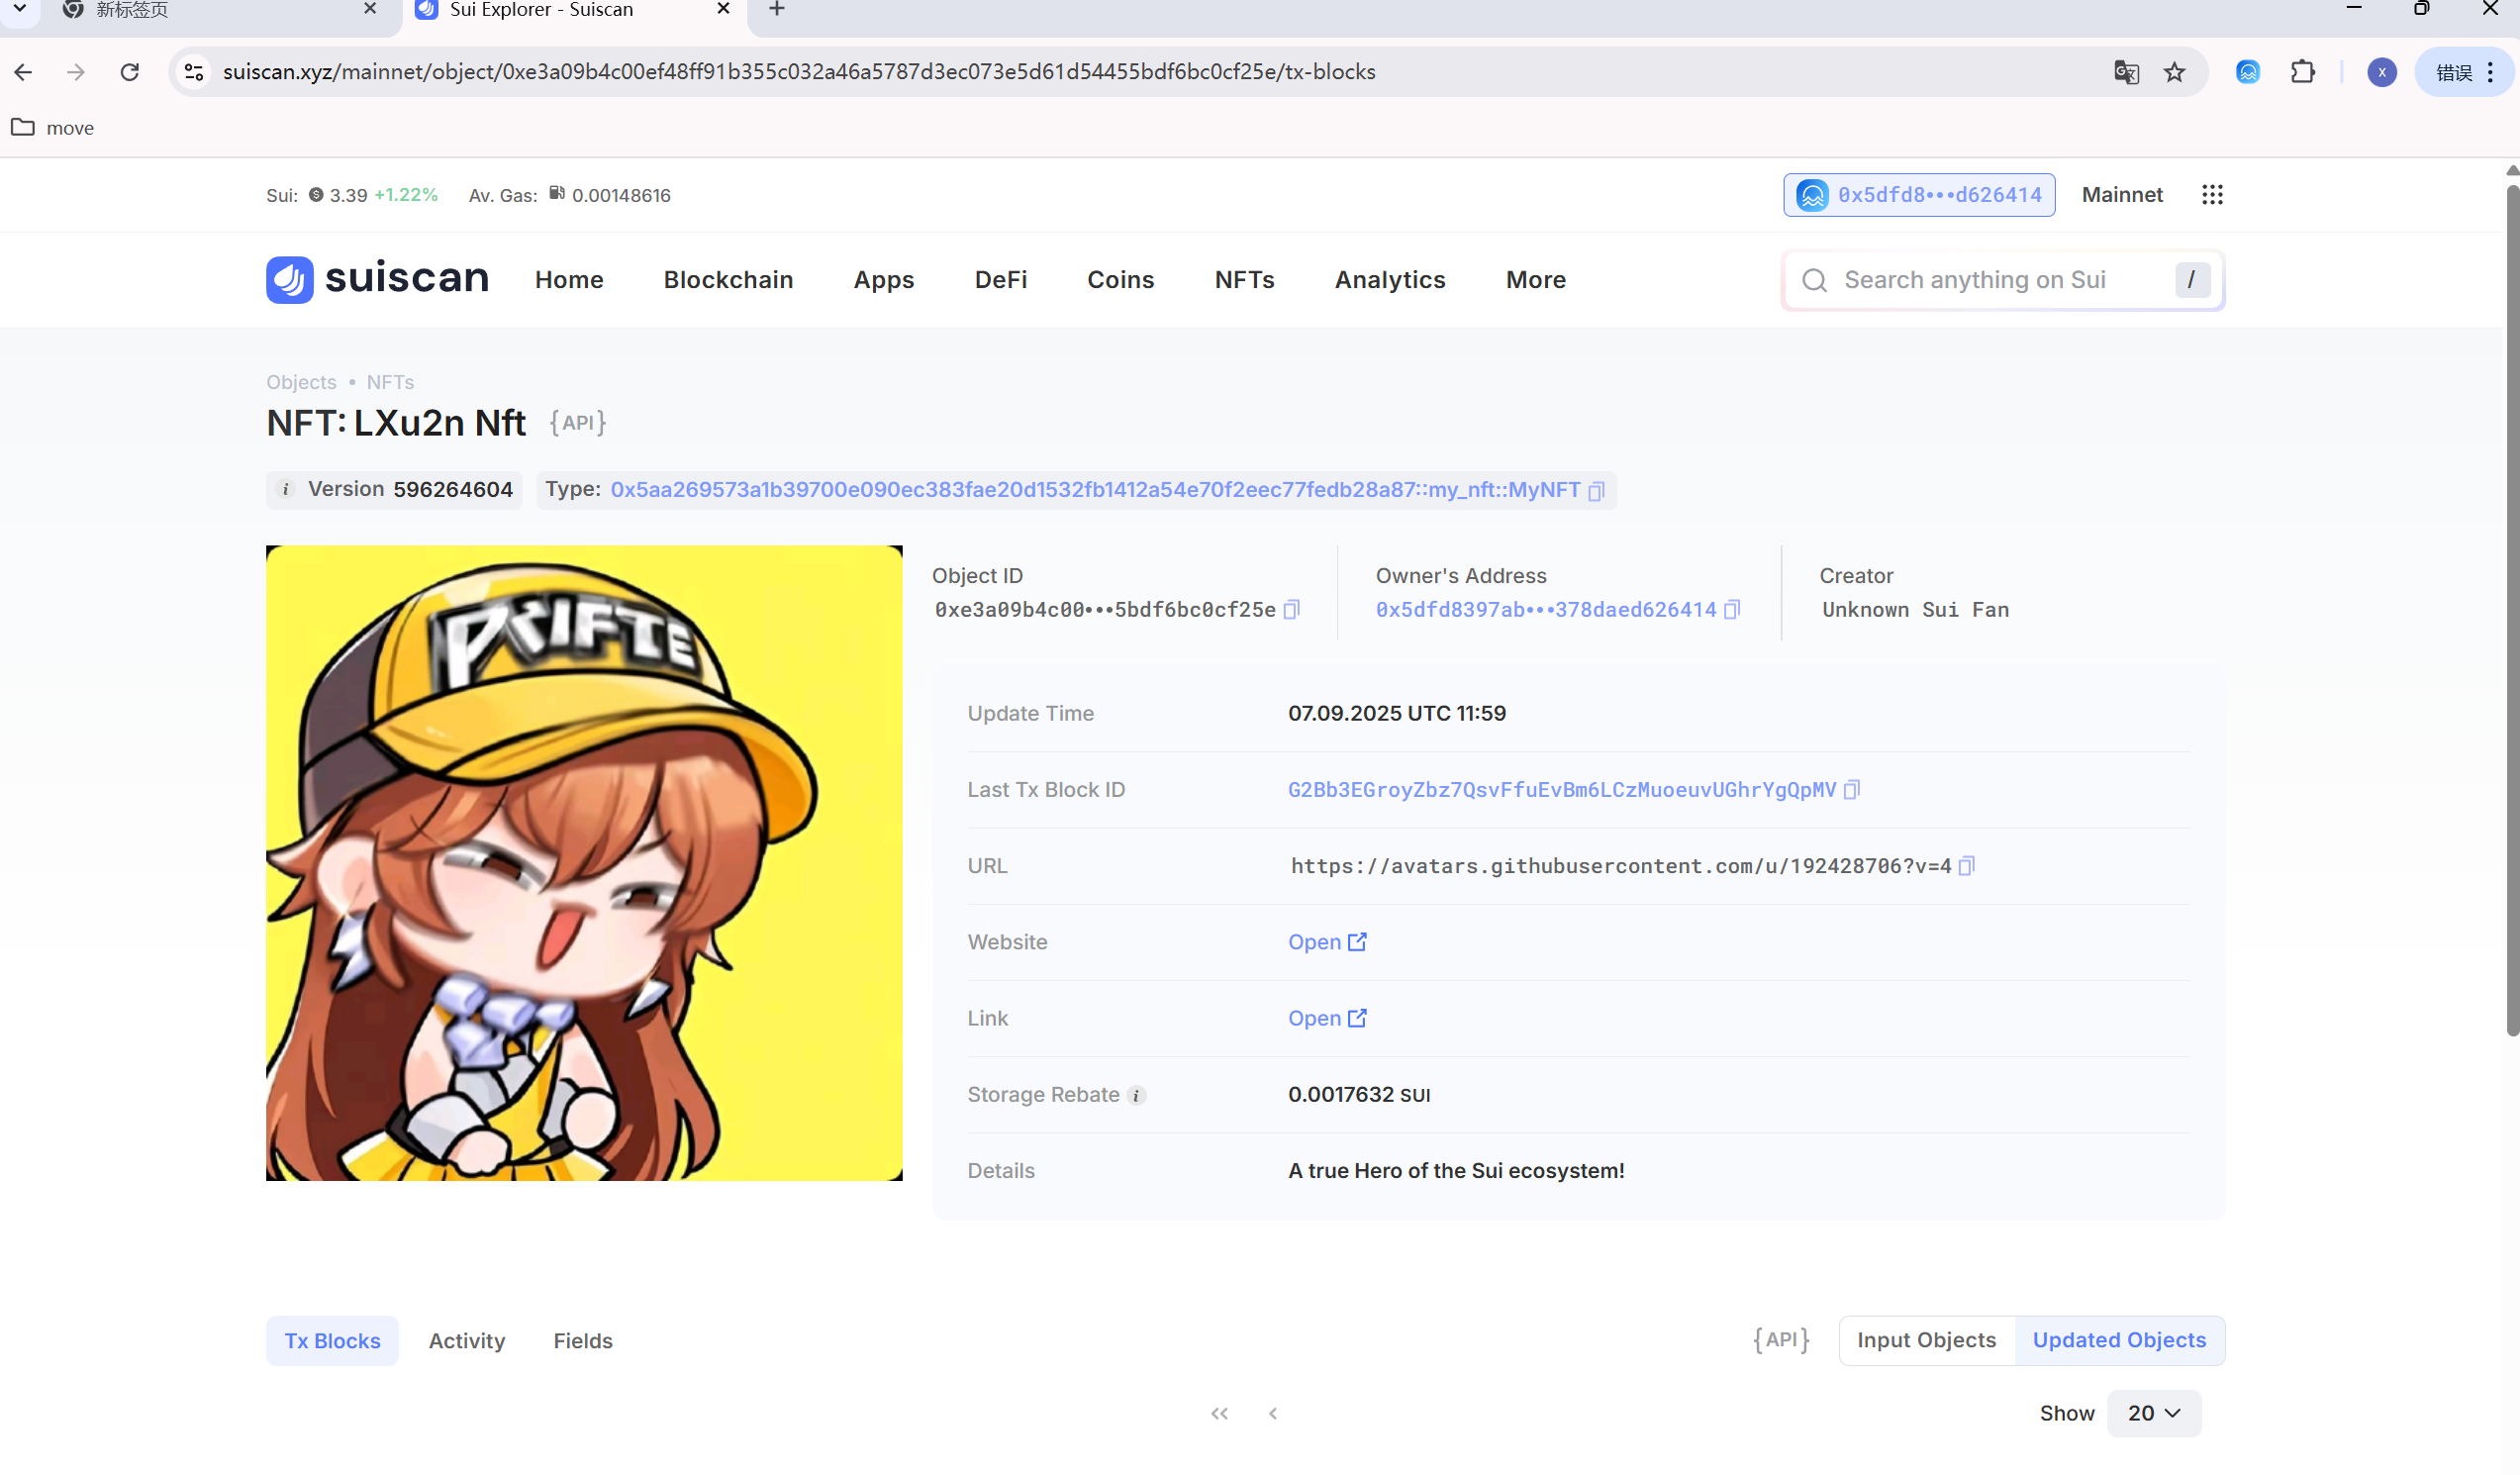 新标签页
Sui Explorer - Suiscan
suiscan.xyz/mainnet/object/0xe3a09b4c00ef48ff91b355c032a46a5787d3ec073e5d61d54455bdf6bc0cf25e/tx-blocks
x
错误
move
Sui: 3.39 +1.22% Av. Gas: 0.00148616
0x5dfd8•••d626414 Mainnet
suiscan Home Blockchain Apps DeFi Coins NFTs Analytics More
Search anything on Sui /
Objects • NFTs
NFT: LXu2n Nft {API}
i Version 596264604 Type: 0x5aa269573a1b39700e090ec383fae20d1532fb1412a54e70f2eec77fedb28a87::my_nft::MyNFT
Object ID
0xe3a09b4c00•••5bdf6bc0cf25e
Owner's Address
0x5dfd8397ab•••378daed626414
Creator
Unknown Sui Fan
Update Time 07.09.2025 UTC 11:59
Last Tx Block ID G2Bb3EGroyZbz7QsvFfuEvBm6LCzMuoeuvUGhrYgQpMV
URL https://avatars.githubusercontent.com/u/192428706?v=4
Website Open
Link Open
Storage Rebate i 0.0017632 SUI
Details A true Hero of the Sui ecosystem!
Tx Blocks Activity Fields
{API} Input Objects Updated Objects
Show 20